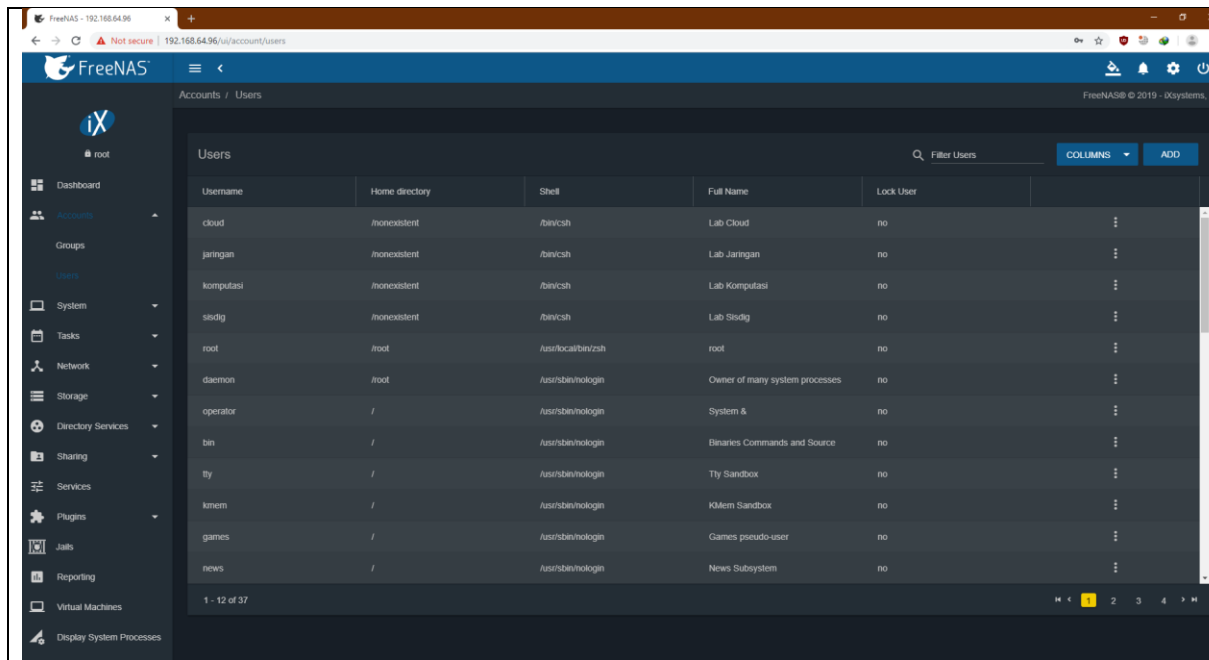 FreeNAS - 192.168.64.96 × +
Not secure | 192.168.64.96/ui/account/users
FreeNAS
Accounts / Users
FreeNAS® © 2019 - iXsystems,
iX
root
Dashboard
Accounts
Groups
Users
System
Tasks
Network
Storage
Directory Services
Sharing
Services
Plugins
Jails
Reporting
Virtual Machines
Display System Processes
Users Filter Users COLUMNS ADD
Username Home directory Shell Full Name Lock User
cloud /nonexistent /bin/csh Lab Cloud no
jaringan /nonexistent /bin/csh Lab Jaringan no
komputasi /nonexistent /bin/csh Lab Komputasi no
sisdig /nonexistent /bin/csh Lab Sisdig no
root /root /usr/local/bin/zsh root no
daemon /root /usr/sbin/nologin Owner of many system processes no
operator / /usr/sbin/nologin System & no
bin / /usr/sbin/nologin Binaries Commands and Source no
tty / /usr/sbin/nologin Tty Sandbox no
kmem / /usr/sbin/nologin KMem Sandbox no
games / /usr/sbin/nologin Games pseudo-user no
news / /usr/sbin/nologin News Subsystem no
1 - 12 of 37 1 2 3 4